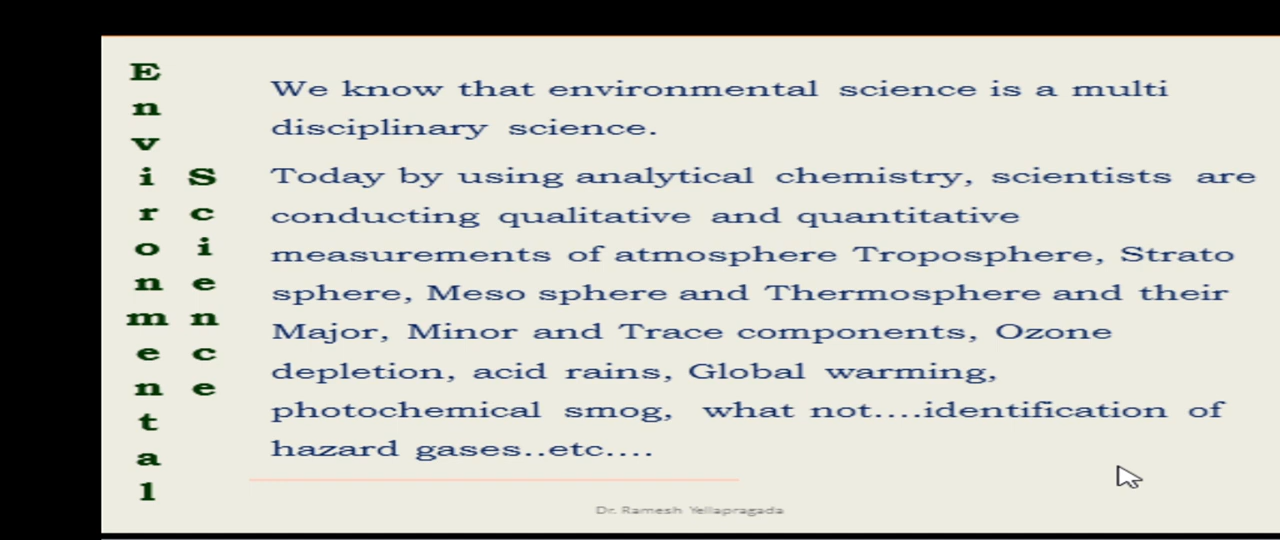 Environmental
Science
We know that environmental science is a multi
disciplinary science.
Today by using analytical chemistry, scientists are
conducting qualitative and quantitative
measurements of atmosphere Troposphere, Strato
sphere, Meso sphere and Thermosphere and their
Major, Minor and Trace components, Ozone
depletion, acid rains, Global warming,
photochemical smog, what not....identification of
hazard gases..etc....
Dr. Ramesh Yellapragada